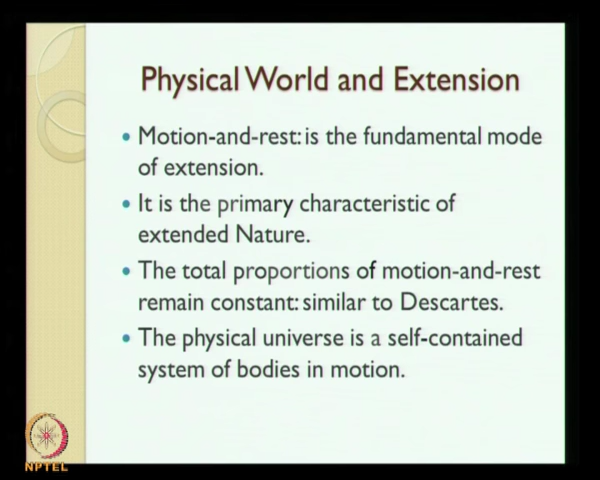 Physical World and Extension
• Motion-and-rest: is the fundamental mode
of extension.
• It is the primary characteristic of
extended Nature.
• The total proportions of motion-and-rest
remain constant: similar to Descartes.
• The physical universe is a self-contained
system of bodies in motion.
NPTEL